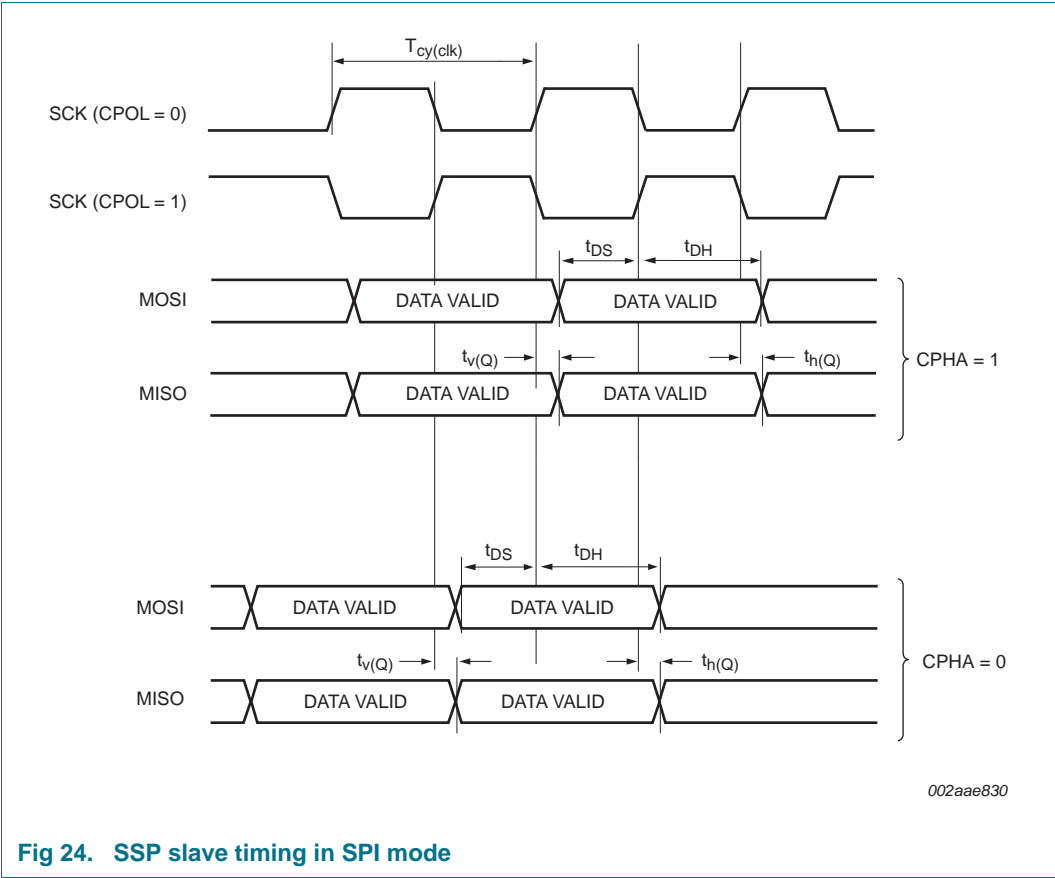 Tcy(clk)
SCK (CPOL = 0)
SCK (CPOL = 1)
tDS tDH
MOSI DATA VALID DATA VALID
tv(Q) th(Q) CPHA = 1
MISO DATA VALID DATA VALID
tDS tDH
MOSI DATA VALID DATA VALID
tv(Q) th(Q) CPHA = 0
MISO DATA VALID DATA VALID
002aae830
Fig 24. SSP slave timing in SPI mode